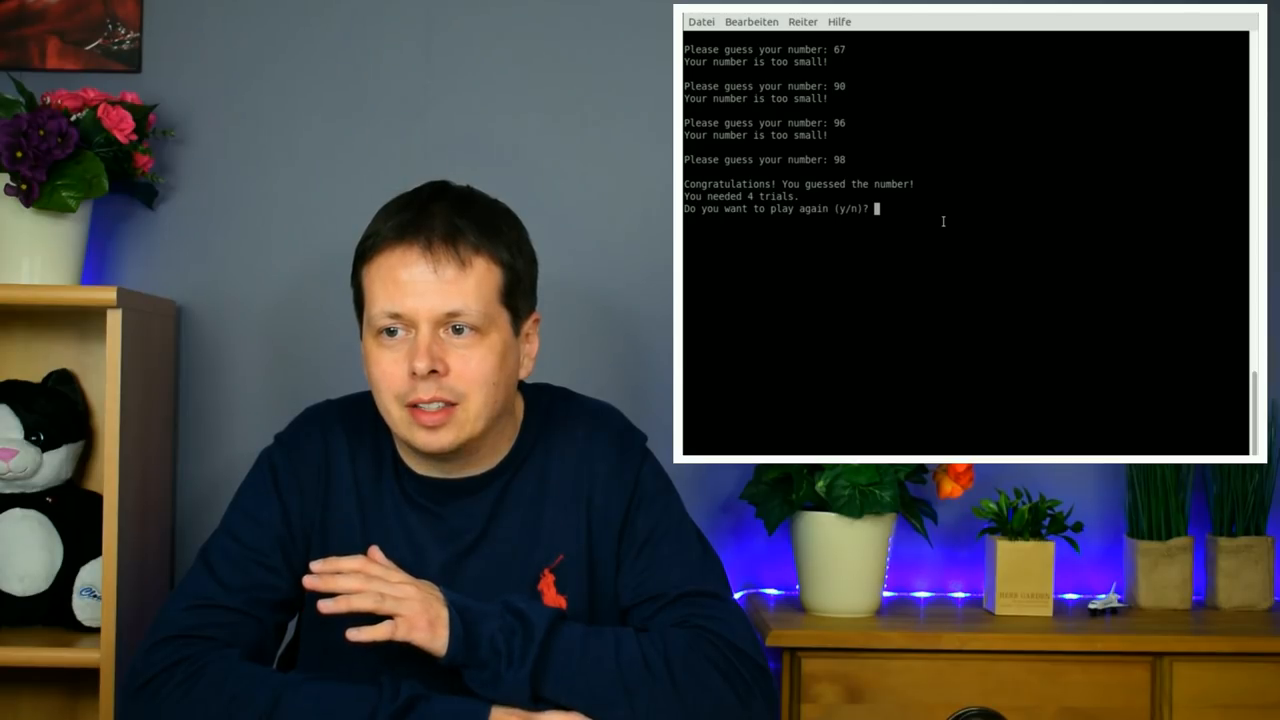 Datei Bearbeiten Reiter Hilfe
Please guess your number: 67
Your number is too small!
Please guess your number: 90
Your number is too small!
Please guess your number: 96
Your number is too small!
Please guess your number: 98
Congratulations! You guessed the number!
You needed 4 trials.
Do you want to play again (y/n)?
HERB GARDEN